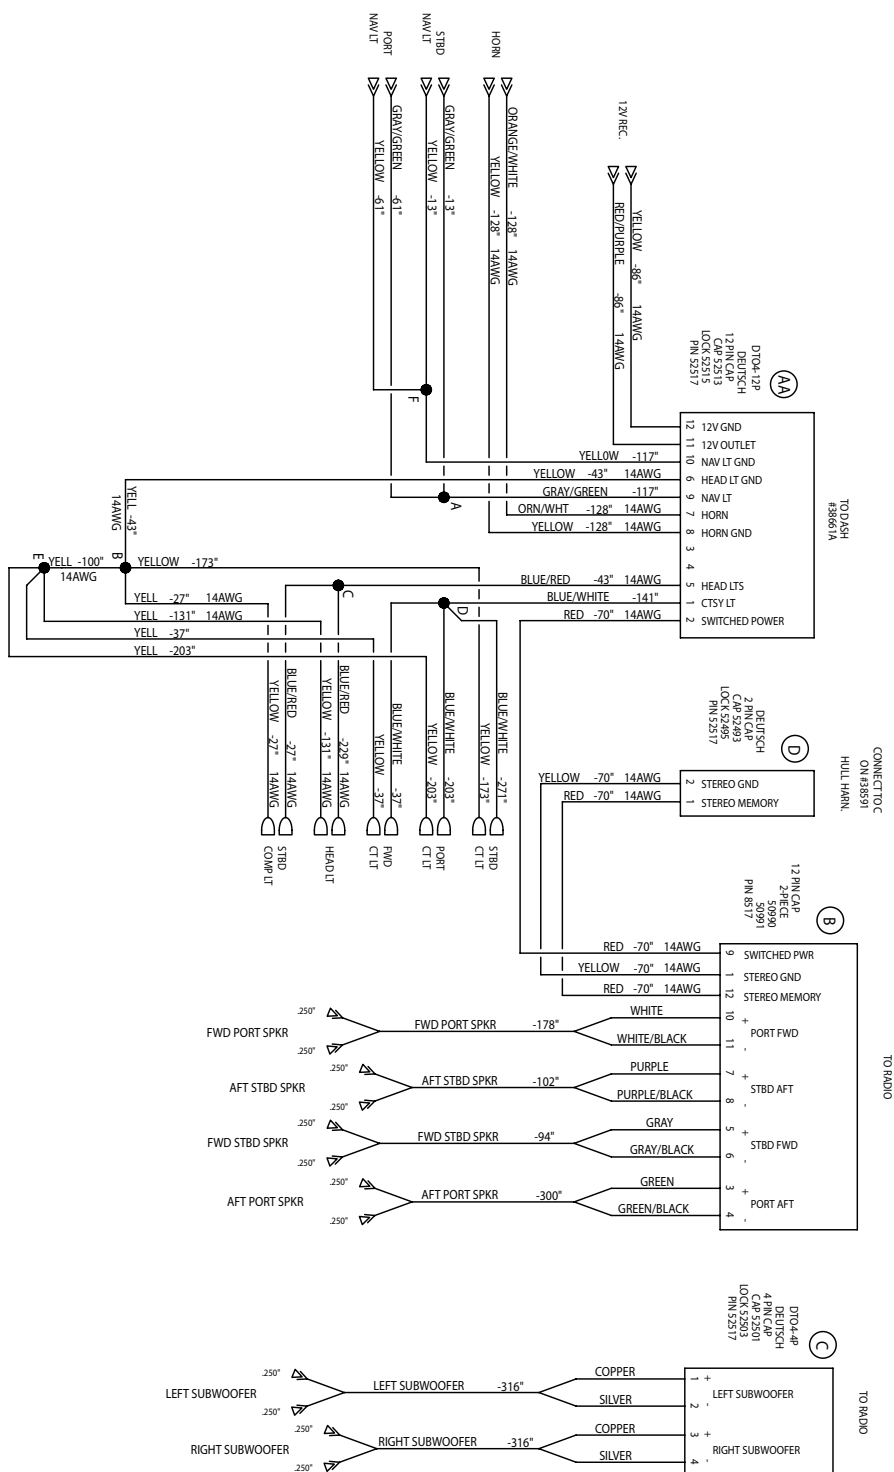 PORT
NAV LT
STBD
NAV LT
HORN
12V REC.
GRAY/GREEN -61"
YELLOW -61"
GRAY/GREEN -13"
YELLOW -13"
ORANGE/WHITE -128" 14AWG
YELLOW -128" 14AWG
YELLOW -86" 14AWG
RED/PURPLE -86" 14AWG
DTO4-12P
DEUTSCH
12 PIN CAP
CAP 52513
LOCK 52515
PIN 52517
AA
TO DASH
#38661A
12 12V GND
11 12V OUTLET
YELL0W -117" 10 NAV LT GND
YELLOW -43" 14AWG 6 HEAD LT GND
GRAY/GREEN -117" 9 NAV LT
ORN/WHT -128" 14AWG 7 HORN
YELLOW -128" 14AWG 8 HORN GND
3
4
BLUE/RED -43" 14AWG 5 HEAD LTS
BLUE/WHITE -141" 1 CTSY LT
RED -70" 14AWG 2 SWITCHED POWER
F
A
YELL -43"
14AWG
E
YELL -100"
14AWG
B
YELLOW -173"
C
D
YELL -27" 14AWG
YELL -131" 14AWG
YELL -37"
YELL -203"
YELLOW -27" 14AWG
BLUE/RED -27" 14AWG
YELLOW -131" 14AWG
BLUE/RED -229" 14AWG
YELLOW -37"
BLUE/WHITE -37"
YELLOW -203"
BLUE/WHITE -203"
YELLOW -173"
BLUE/WHITE -271"
STBD
COMP LT
HEAD LT
FWD
CT LT
PORT
CT LT
STBD
CT LT
DEUTSCH
2 PIN CAP
CAP 52493
LOCK 52495
PIN 52517
D
CONNECT TO C
ON #38591
HULL HARN.
YELLOW -70" 14AWG 2 STEREO GND
RED -70" 14AWG 1 STEREO MEMORY
12 PIN CAP
2-PIECE
50990
50991
PIN 8517
B
TO RADIO
RED -70" 14AWG 9 SWITCHED PWR
YELLOW -70" 14AWG 1 STEREO GND
RED -70" 14AWG 12 STEREO MEMORY
.250"
.250"
FWD PORT SPKR
FWD PORT SPKR -178"
WHITE 10 +
WHITE/BLACK 11 -
PORT FWD
.250"
.250"
AFT STBD SPKR
AFT STBD SPKR -102"
PURPLE 7 +
PURPLE/BLACK 8 -
STBD AFT
.250"
.250"
FWD STBD SPKR
FWD STBD SPKR -94"
GRAY 5 +
GRAY/BLACK 6 -
STBD FWD
.250"
.250"
AFT PORT SPKR
AFT PORT SPKR -300"
GREEN 3 +
GREEN/BLACK 4 -
PORT AFT
DTO4-4P
DEUTSCH
4 PIN CAP
CAP 52501
LOCK 52503
PIN 52517
C
TO RADIO
.250"
.250"
LEFT SUBWOOFER
LEFT SUBWOOFER -316"
COPPER 1 +
SILVER 2 -
LEFT SUBWOOFER
.250"
.250"
RIGHT SUBWOOFER
RIGHT SUBWOOFER -316"
COPPER 3 +
SILVER 4 -
RIGHT SUBWOOFER